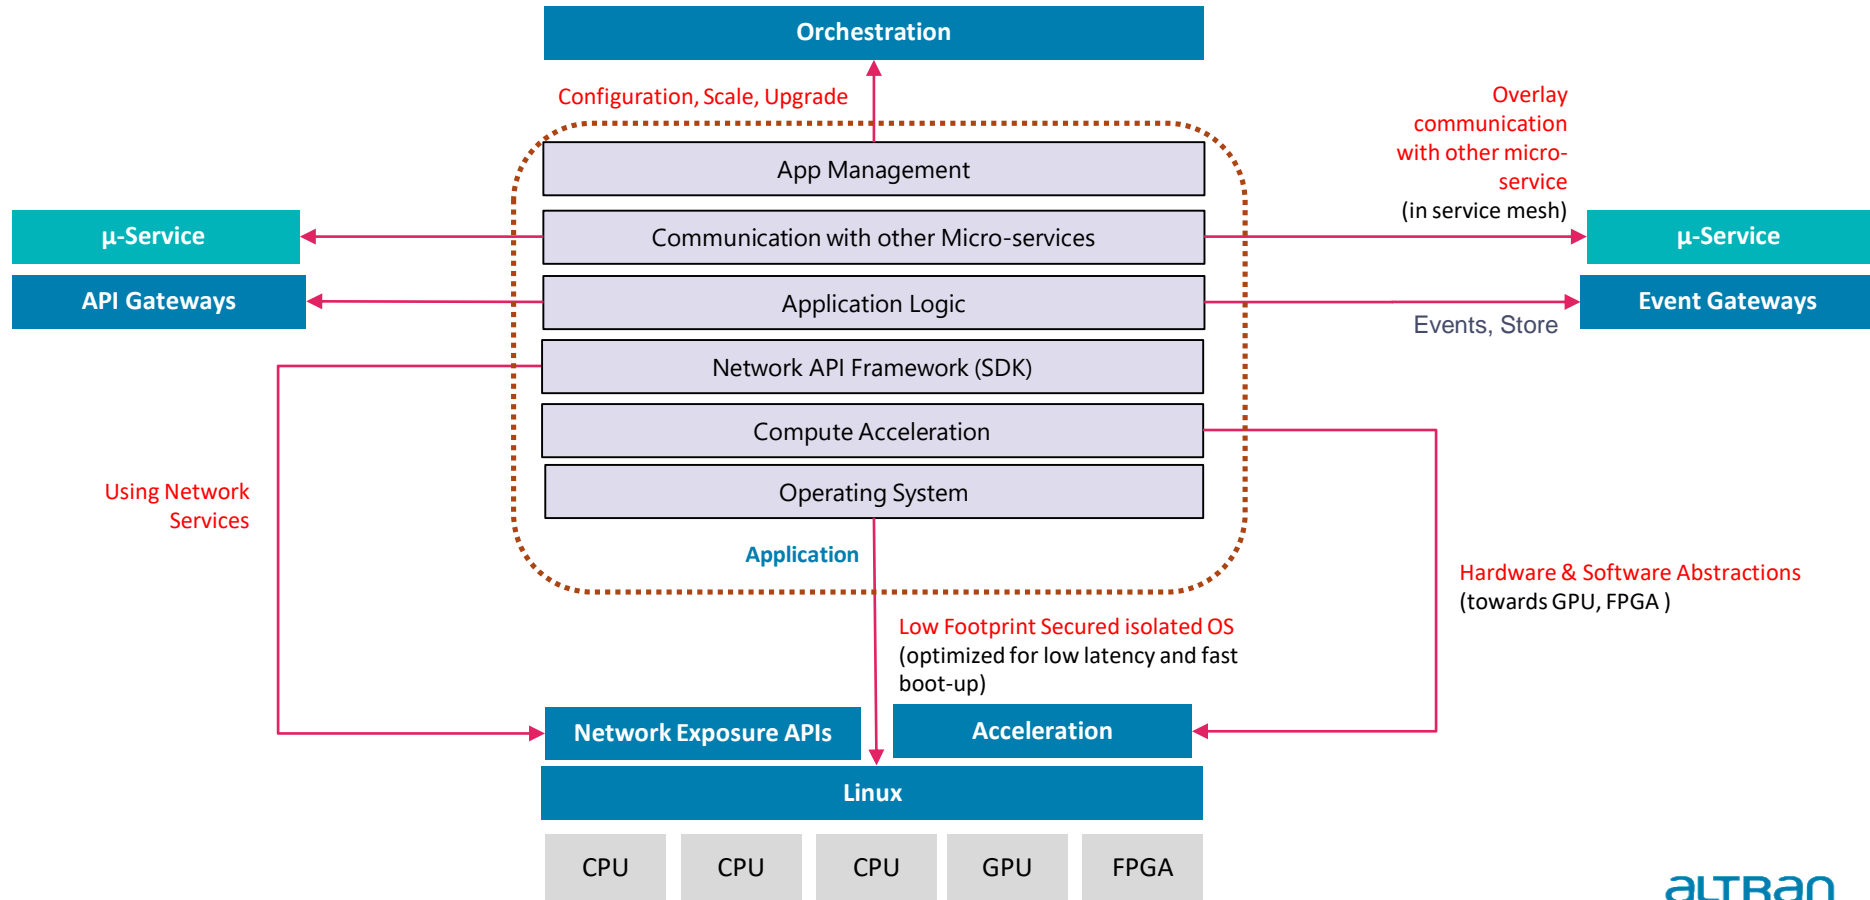 Orchestration
Configuration, Scale, Upgrade
Overlay
communication
with other micro-
service
(in service mesh)
App Management
μ-Service
Communication with other Micro-services
μ-Service
API Gateways
Application Logic
Event Gateways
Events, Store
Network API Framework (SDK)
Compute Acceleration
Using Network
Services
Operating System
Application
Hardware & Software Abstractions
(towards GPU, FPGA )
Low Footprint Secured isolated OS
(optimized for low latency and fast
boot-up)
Network Exposure APIs
Acceleration
Linux
CPU
CPU
CPU
GPU
FPGA
altran